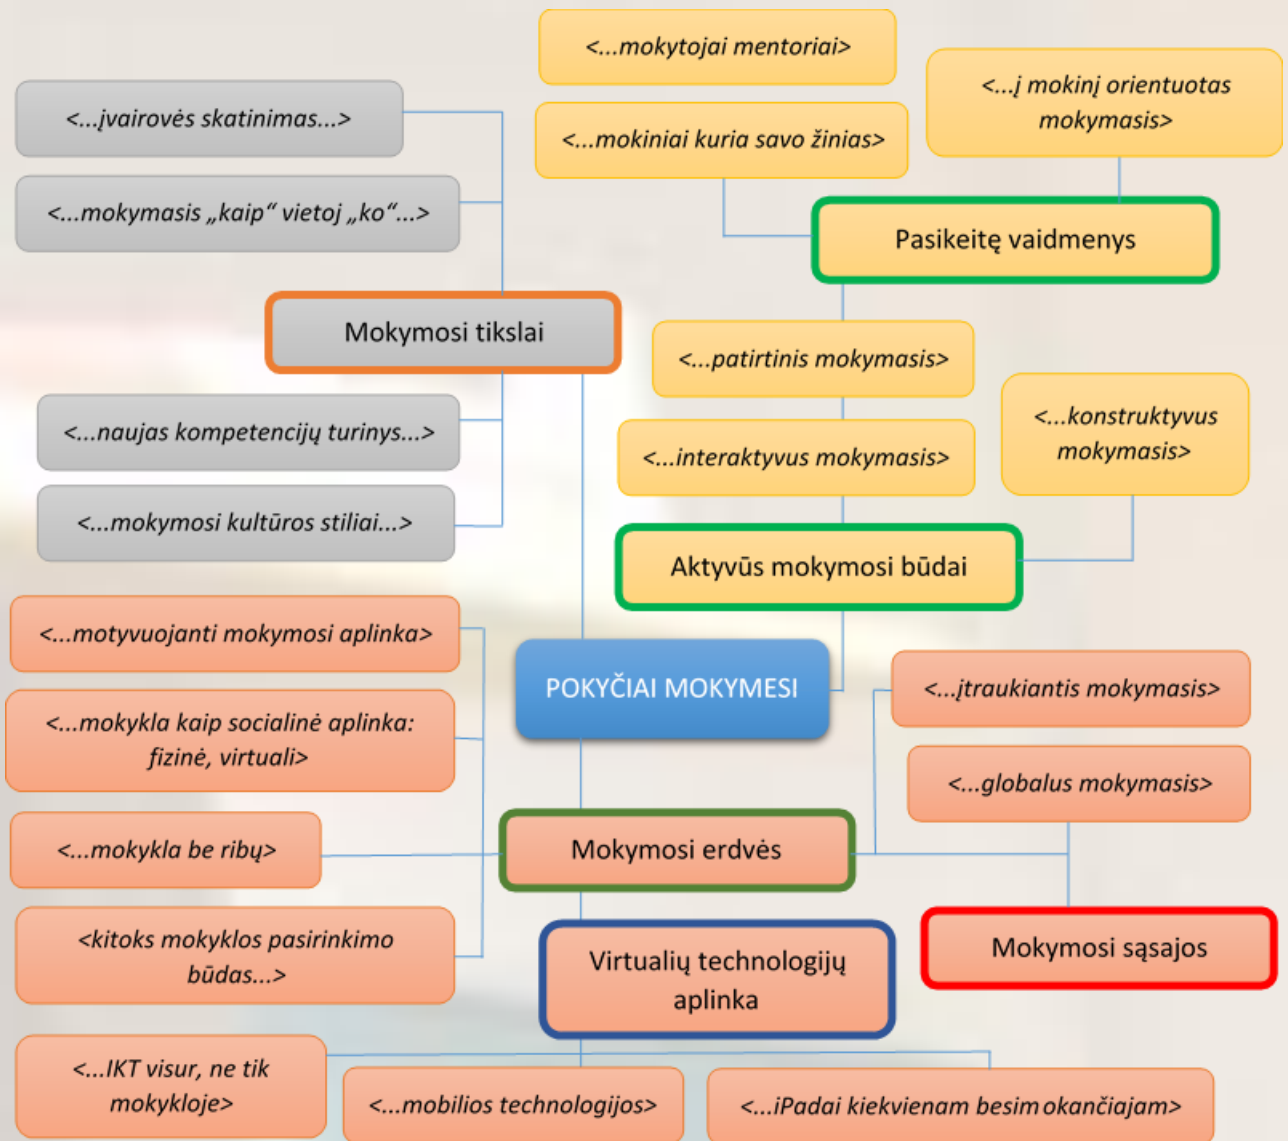 <...mokytojai mentoriai>
<...į mokinį orientuotas
mokymasis>
<...įvairovės skatinimas...>
<...mokiniai kuria savo žinias>
<...mokymasis „kaip“ vietoj „ko“...>
Pasikeitę vaidmenys
Mokymosi tikslai
<...patirtinis mokymasis>
<...naujas kompetencijų turinys...>
<...interaktyvus mokymasis>
<...konstruktyvus
mokymasis>
<...mokymosi kultūros stiliai...>
Aktyvūs mokymosi būdai
<...motyvuojanti mokymosi aplinka>
POKYČIAI MOKYMESI
<...įtraukiantis mokymasis>
<...mokykla kaip socialinė aplinka:
fizinė, virtuali>
<...globalus mokymasis>
<...mokykla be ribų>
Mokymosi erdvės
<kitoks mokyklos pasirinkimo
būdas...>
Virtualių technologijų
aplinka
Mokymosi sąsajos
<...IKT visur, ne tik
mokykloje>
<...mobilios technologijos>
<...iPadai kiekvienam besimokančiajam>